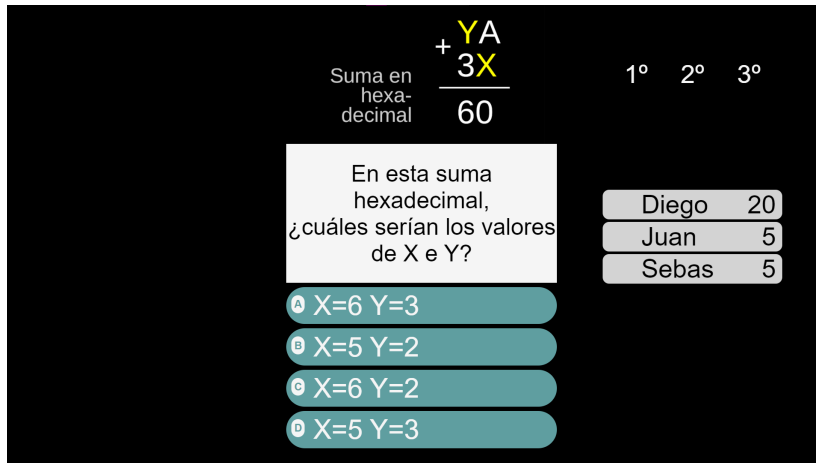 YA
+
3X
Suma en
hexa-
decimal
60
1º 2º 3º
En esta suma
hexadecimal,
¿cuáles serían los valores
de X e Y?
Diego 20
Juan 5
Sebas 5
A X=6 Y=3
B X=5 Y=2
C X=6 Y=2
D X=5 Y=3